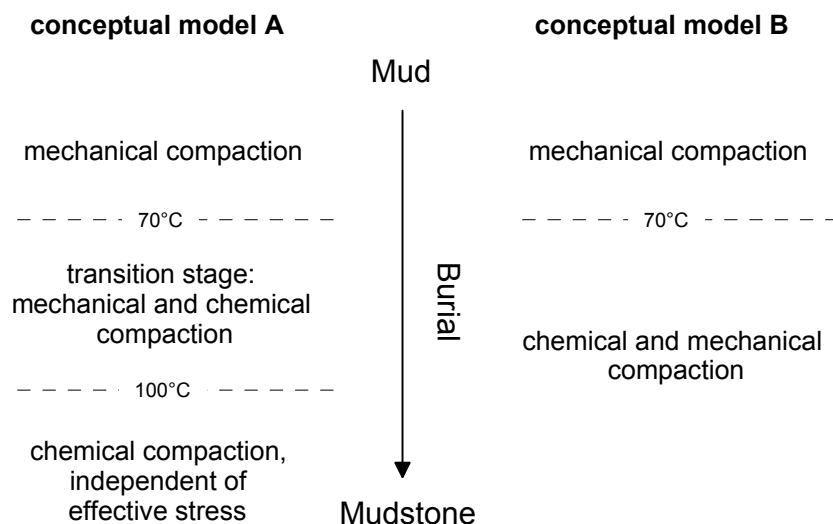 conceptual model A
conceptual model B
Mud
mechanical compaction
mechanical compaction
70°C
70°C
transition stage:
mechanical and chemical
compaction
Burial
chemical and mechanical
compaction
100°C
chemical compaction,
independent of
effective stress
Mudstone